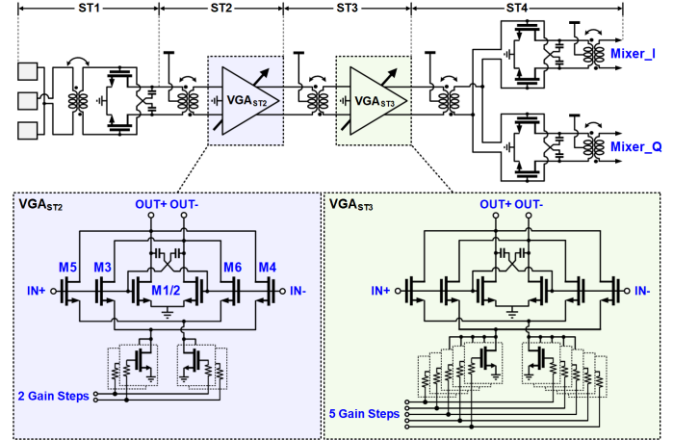 ST1 ST2 ST3 ST4
Mixer_I
VGAST2 VGAST3
Mixer_Q
VGAST2 OUT+ OUT- VGAST3 OUT+ OUT-
M5 M3 M6 M4
IN+ M1/2 IN- IN+ IN-
2 Gain Steps
5 Gain Steps